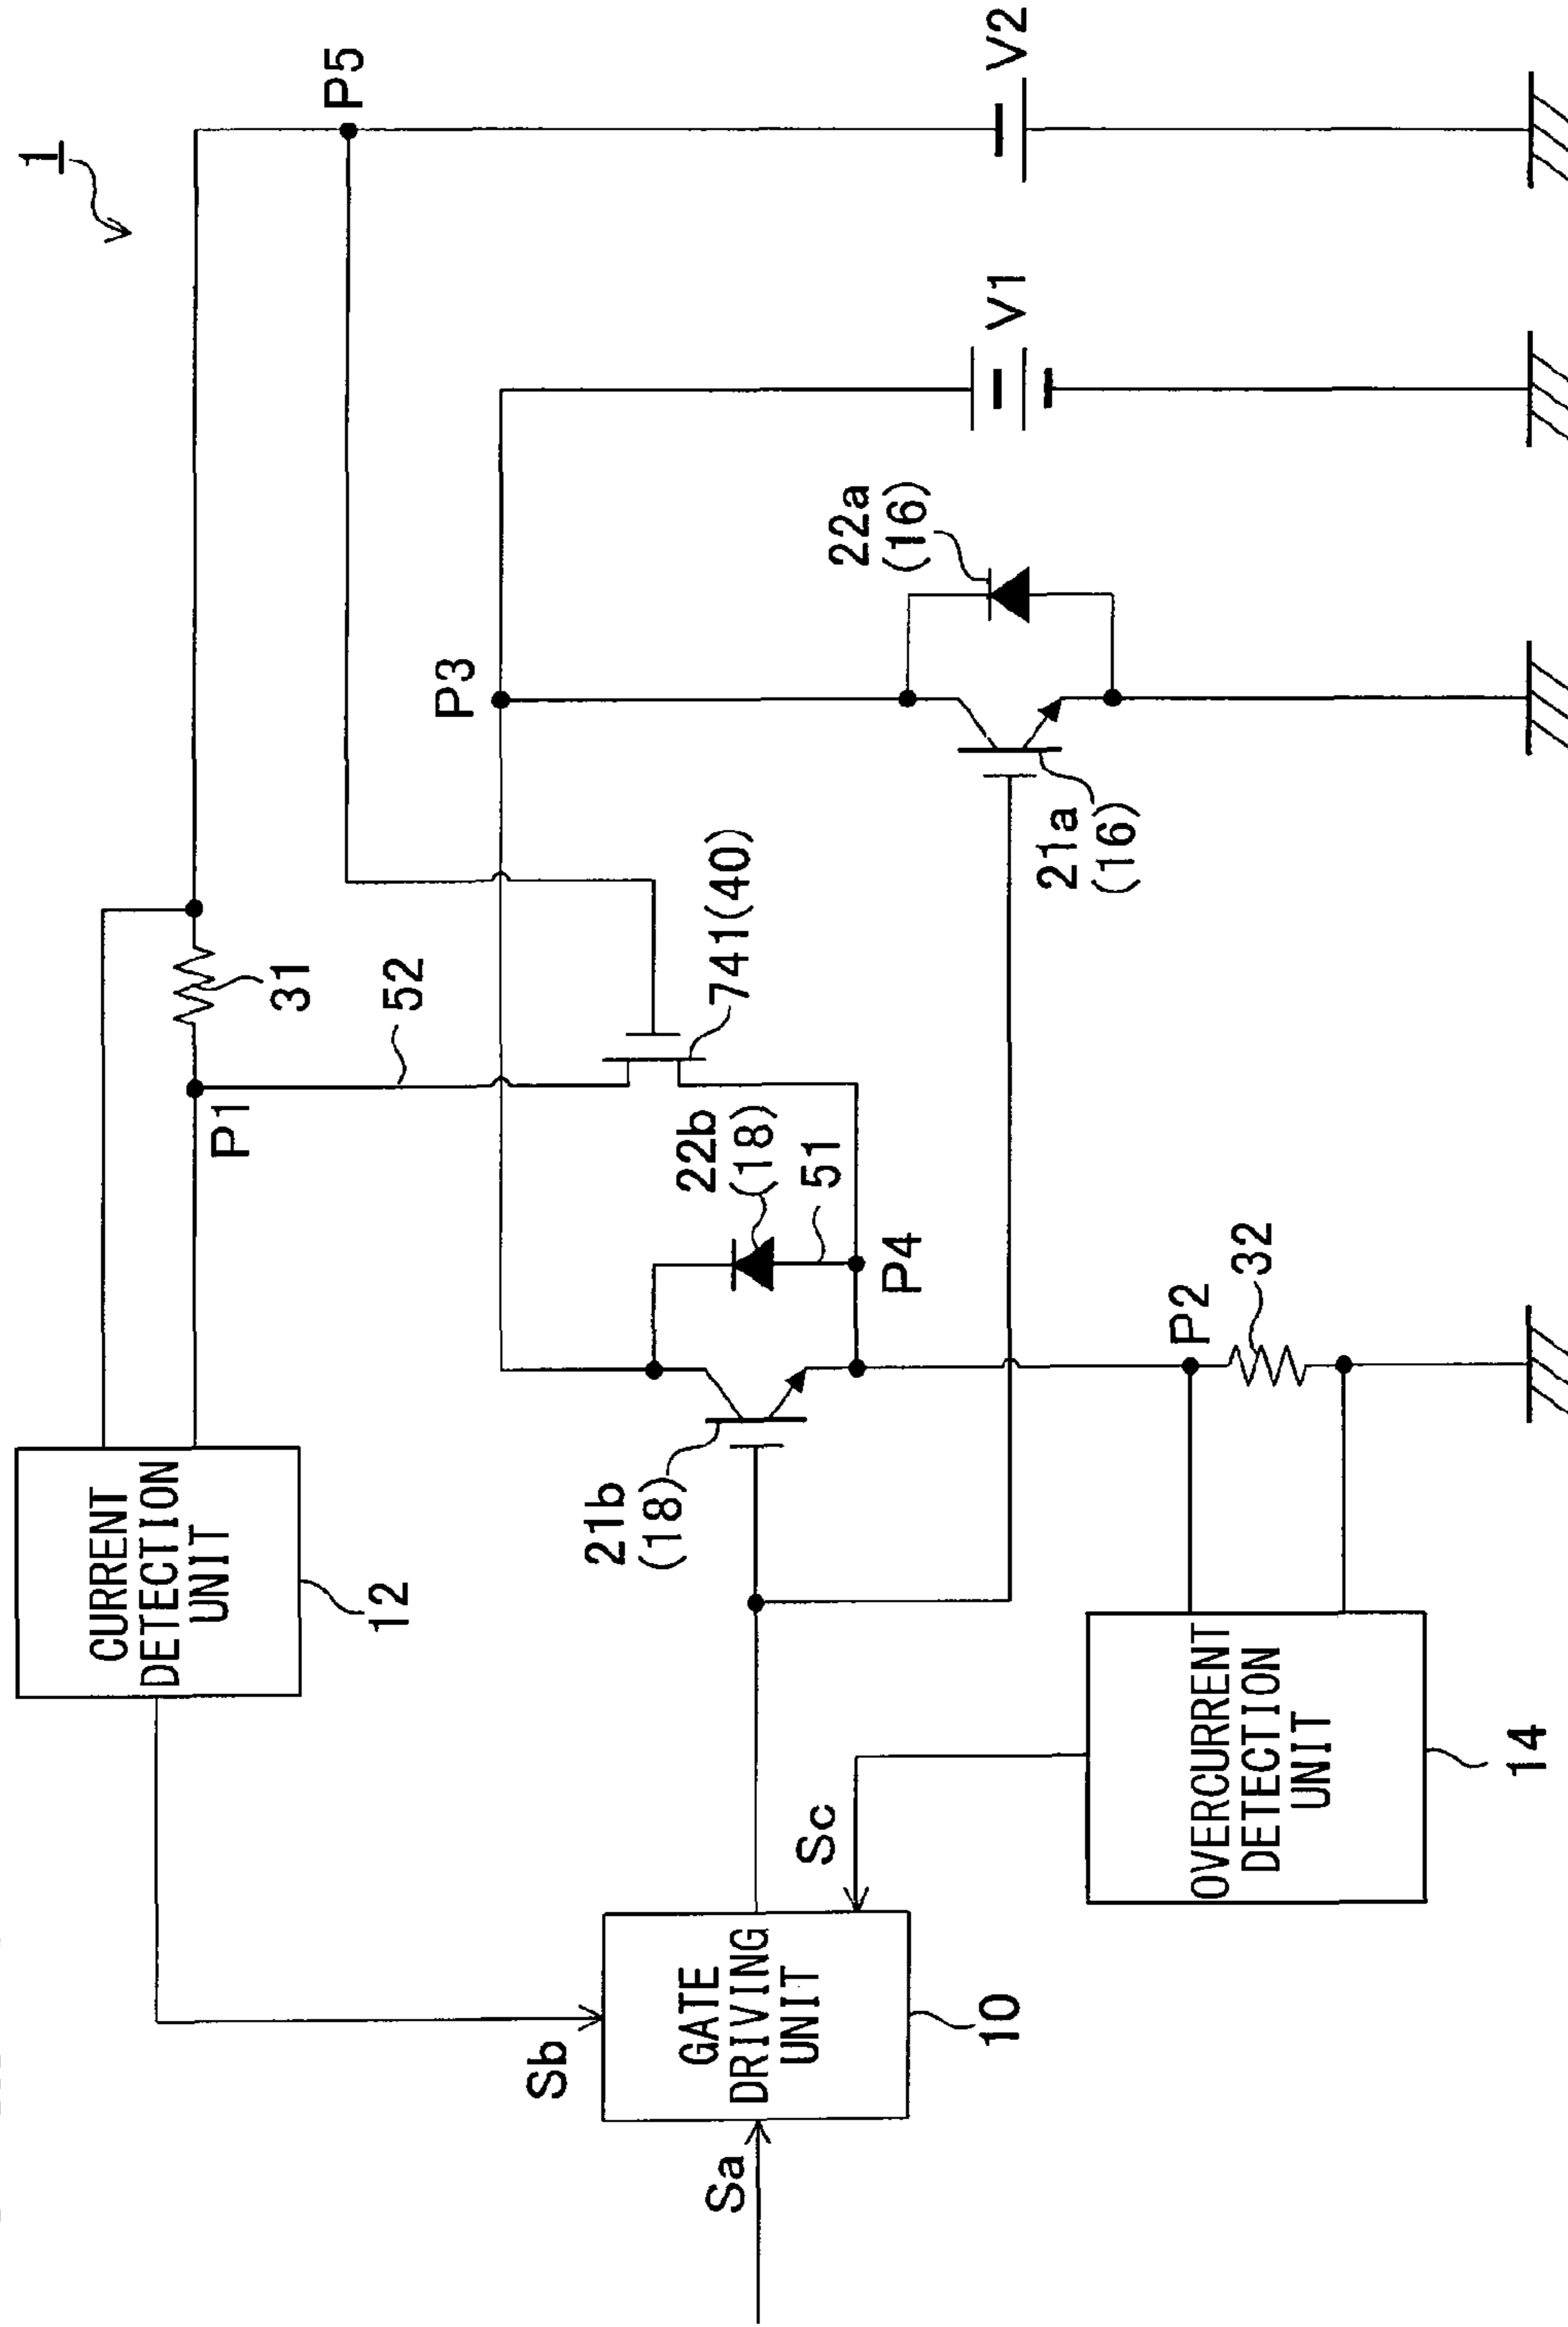 1
P5
CURRENT
DETECTION
UNIT
12
31
52
P1
P3
V1
V2
741(40)
22a
(16)
22b
(18)
51
21b
(18)
21a
(16)
P4
P2
32
Sa
Sb
Sc
GATE
DRIVING
UNIT
10
OVERCURRENT
DETECTION
UNIT
14